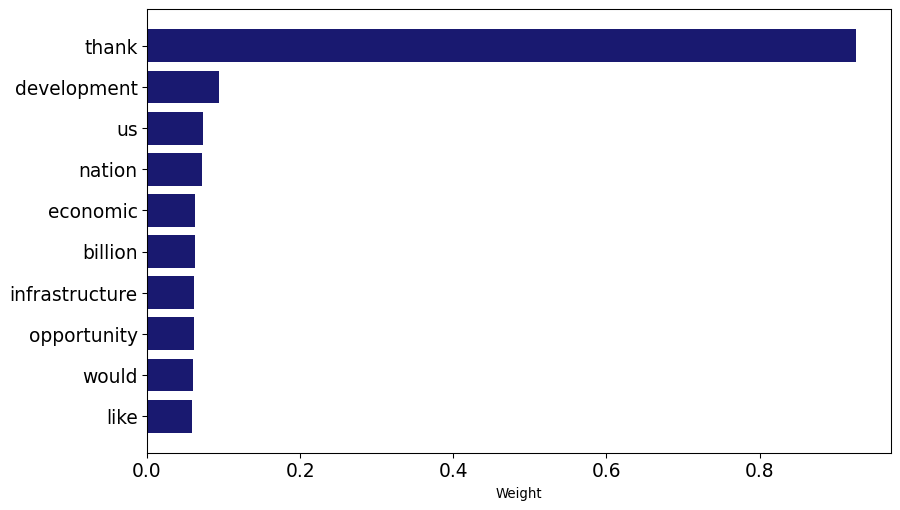 thank
development
us
nation
economic
billion
infrastructure
opportunity
would
like
0.0 0.2 0.4 0.6 0.8
Weight